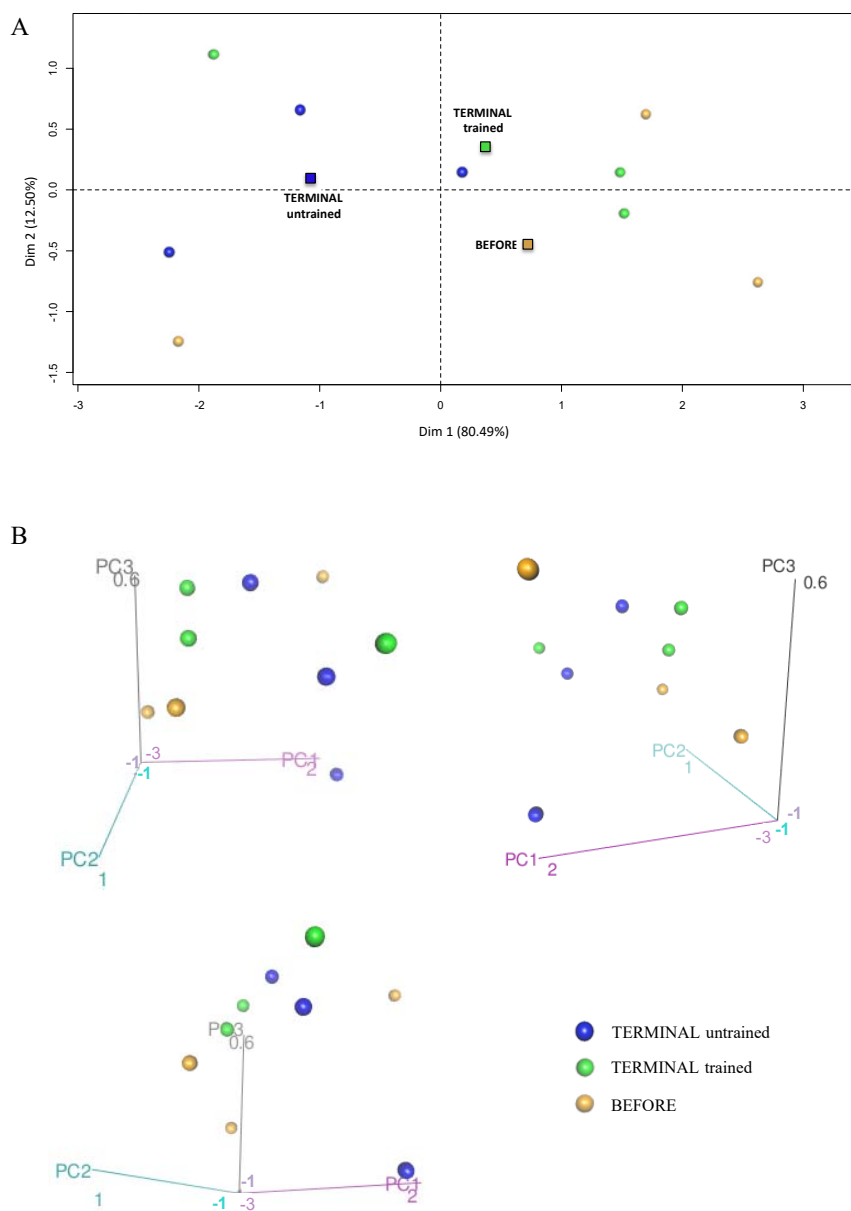 A
1.0
0.5
0.0
-0.5
-1.0
-1.5
Dim 2 (12.50%)
TERMINAL
trained
TERMINAL
untrained
BEFORE
-3
-2
-1
0
1
2
3
Dim 1 (80.49%)
B
PC3
0.6
-3
-1
-1
PC1
2
PC2
1
PC3
0.6
PC2
1
-1
-1
-3
PC1
2
PC3
0.6
PC2
1
-1
-1
-3
PC1
2
TERMINAL untrained
TERMINAL trained
BEFORE